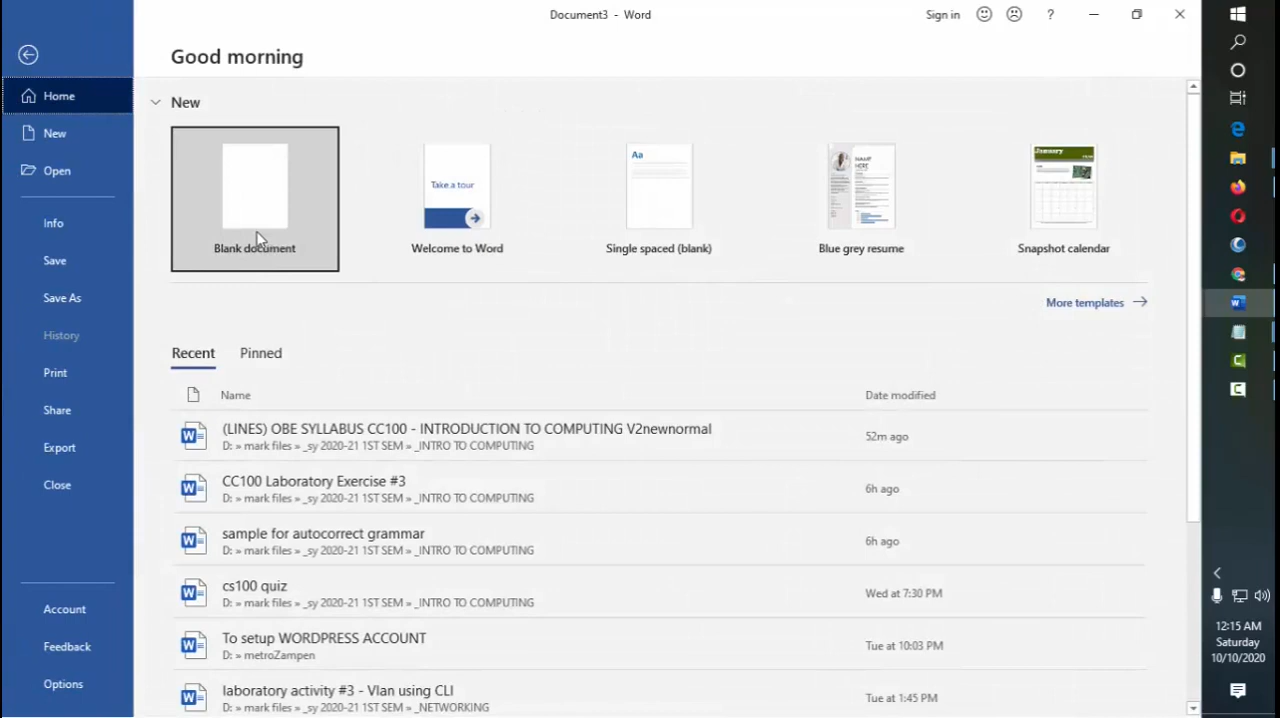 Document3 - Word
Sign in
?
Good morning
Home
New
Open
Info
Save
Save As
History
Print
Share
Export
Close
Account
Feedback
Options
New
Blank document
Take a tour
Welcome to Word
Aa
Single spaced (blank)
NAME
HERE
Blue grey resume
January
Snapshot calendar
More templates
Recent
Pinned
Name
Date modified
(LINES) OBE SYLLABUS CC100 - INTRODUCTION TO COMPUTING V2newnormal
D: » mark files » _sy 2020-21 1ST SEM » _INTRO TO COMPUTING
52m ago
CC100 Laboratory Exercise #3
D: » mark files » _sy 2020-21 1ST SEM » _INTRO TO COMPUTING
6h ago
sample for autocorrect grammar
D: » mark files » _sy 2020-21 1ST SEM » _INTRO TO COMPUTING
6h ago
cs100 quiz
D: » mark files » _sy 2020-21 1ST SEM » _INTRO TO COMPUTING
Wed at 7:30 PM
To setup WORDPRESS ACCOUNT
D: » metroZampen
Tue at 10:03 PM
laboratory activity #3 - Vlan using CLI
D: » mark files » _sy 2020-21 1ST SEM » _NETWORKING
Tue at 1:45 PM
12:15 AM
Saturday
10/10/2020